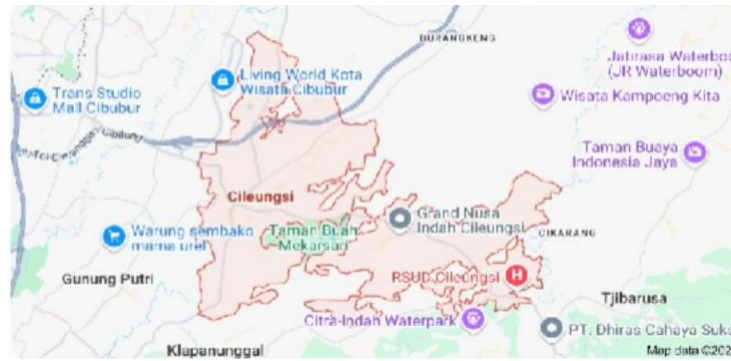 BURANGKENG
Jatirasa Waterboo
(JR Waterboom)
Living World Kota
Wisata Cibubur
Trans Studio
Mall Cibubur
Wisata Kampoeng Kita
Cibitung
Taman Buaya
Indonesia Jaya
Cileungsi
Grand Nusa
Indah Cileungsi
Taman Buah
Mekarsari
Warung sembako
mama urel
CIKARANG
Gunung Putri
RSUD Cileungsi
Tjibarusa
Citra Indah Waterpark
PT. Dhiras Cahaya Suk
Klapanunggal
Map data ©202